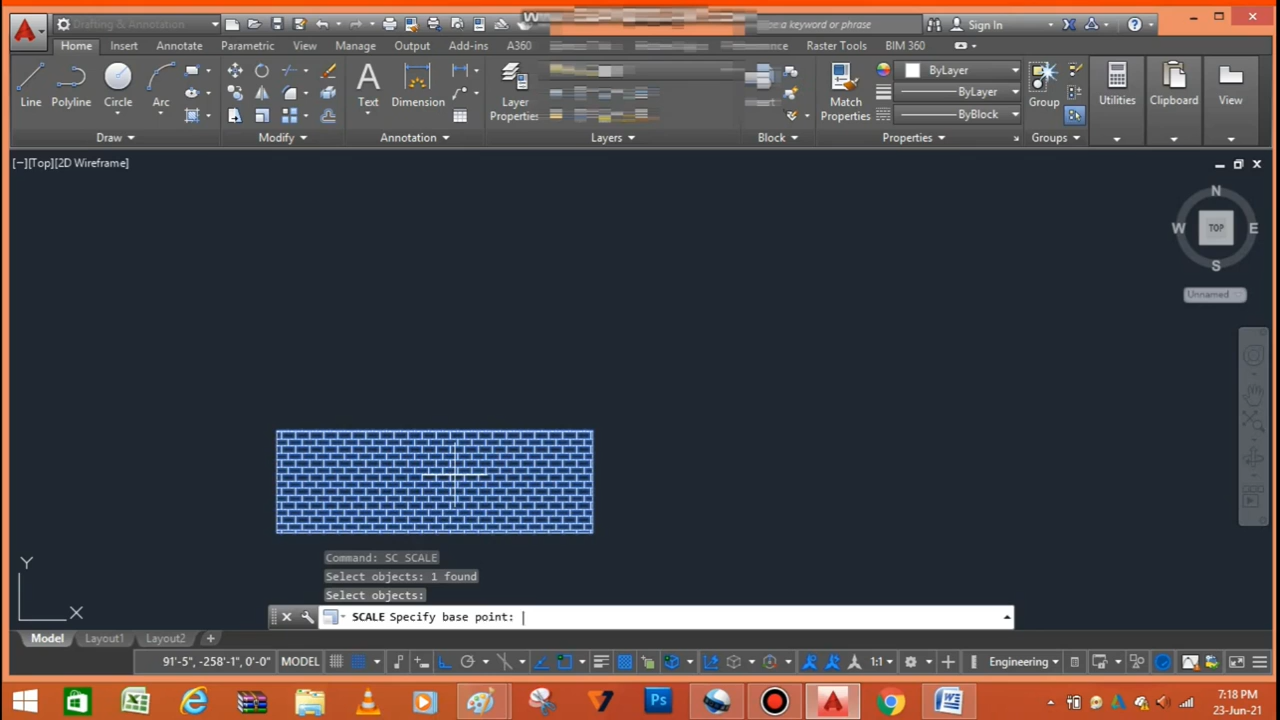 Drafting & Annotation
a keyword or phrase
Sign In
Home Insert Annotate Parametric View Manage Output Add-ins A360 Raster Tools BIM 360
Line Polyline Circle Arc
Text Dimension
Layer Properties
Match Properties
ByLayer
ByLayer
ByBlock
Group Utilities Clipboard View
Draw Modify Annotation Layers Block Properties Groups
[−][Top][2D Wireframe]
N
W TOP E
S
Unnamed
Y
X
Command: SC SCALE
Select objects: 1 found
Select objects:
SCALE Specify base point:
Model Layout1 Layout2 +
91'-5", -258'-1", 0'-0" MODEL 1:1 Engineering
Ps
7:18 PM
23-Jun-21